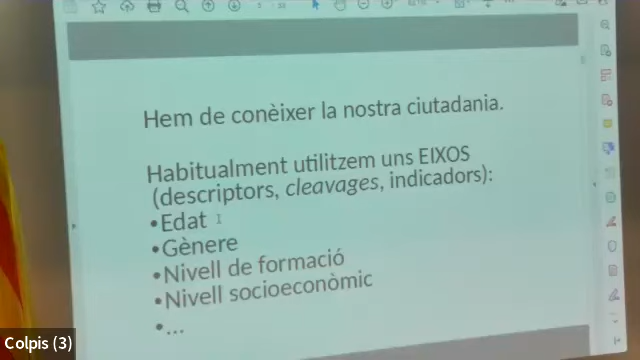 Hem de conèixer la nostra ciutadania.
Habitualment utilitzem uns EIXOS
(descriptors, cleavages, indicadors):
•Edat
•Gènere
•Nivell de formació
•Nivell socioeconòmic
•...
Colpis (3)